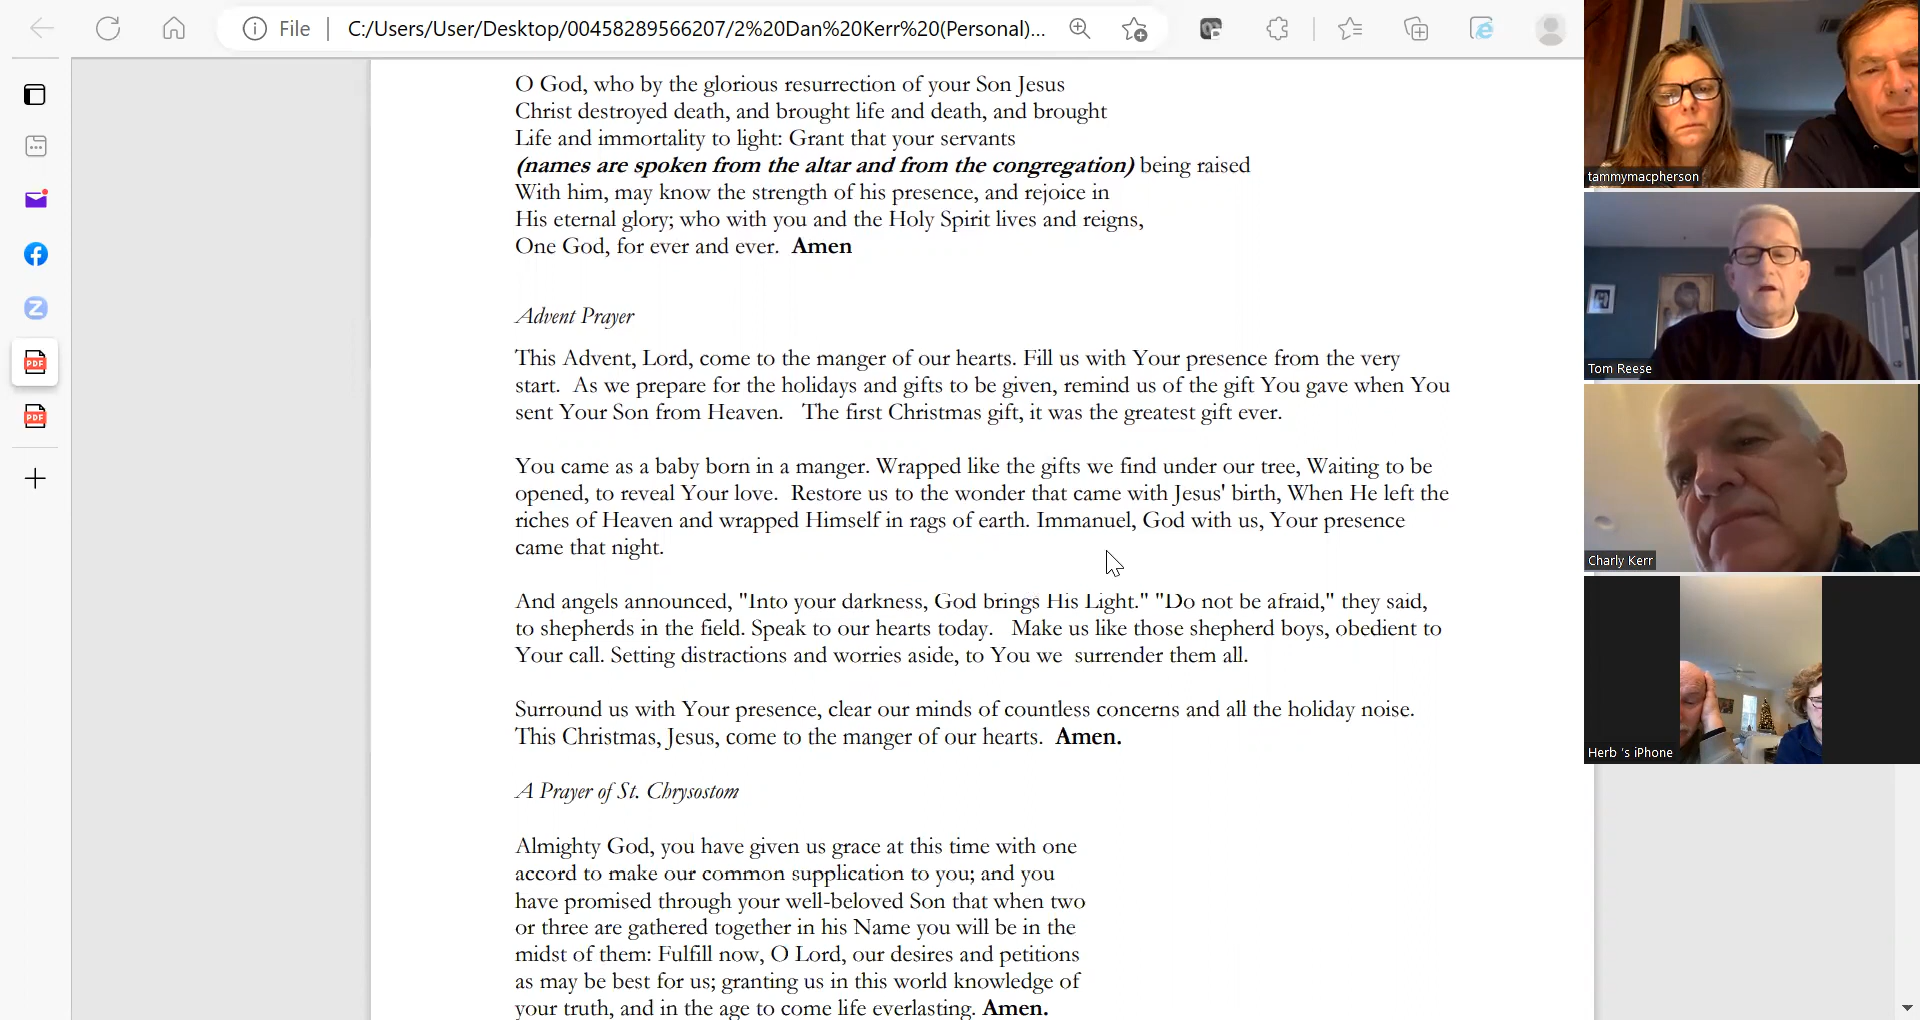 File
C:/Users/User/Desktop/00458289566207/2%20Dan%20Kerr%20(Personal)...
O God, who by the glorious resurrection of your Son Jesus
Christ destroyed death, and brought life and death, and brought
Life and immortality to light: Grant that your servants
(names are spoken from the altar and from the congregation) being raised
With him, may know the strength of his presence, and rejoice in
His eternal glory; who with you and the Holy Spirit lives and reigns,
One God, for ever and ever. Amen
Advent Prayer
This Advent, Lord, come to the manger of our hearts. Fill us with Your presence from the very
start. As we prepare for the holidays and gifts to be given, remind us of the gift You gave when You
sent Your Son from Heaven. The first Christmas gift, it was the greatest gift ever.
You came as a baby born in a manger. Wrapped like the gifts we find under our tree, Waiting to be
opened, to reveal Your love. Restore us to the wonder that came with Jesus' birth, When He left the
riches of Heaven and wrapped Himself in rags of earth. Immanuel, God with us, Your presence
came that night.
And angels announced, "Into your darkness, God brings His Light." "Do not be afraid," they said,
to shepherds in the field. Speak to our hearts today. Make us like those shepherd boys, obedient to
Your call. Setting distractions and worries aside, to You we surrender them all.
Surround us with Your presence, clear our minds of countless concerns and all the holiday noise.
This Christmas, Jesus, come to the manger of our hearts. Amen.
A Prayer of St. Chrysostom
Almighty God, you have given us grace at this time with one
accord to make our common supplication to you; and you
have promised through your well-beloved Son that when two
or three are gathered together in his Name you will be in the
midst of them: Fulfill now, O Lord, our desires and petitions
as may be best for us; granting us in this world knowledge of
your truth, and in the age to come life everlasting. Amen.
tammymacpherson
Tom Reese
Charly Kerr
Herb 's iPhone
PDF
PDF